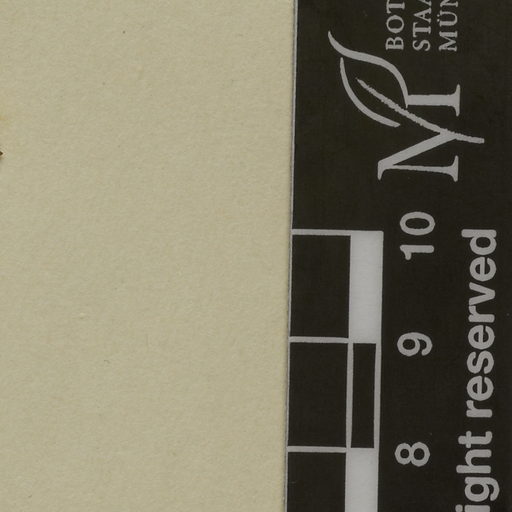 BOT
STAA
MÜN
M
10
9
8
ight reserved